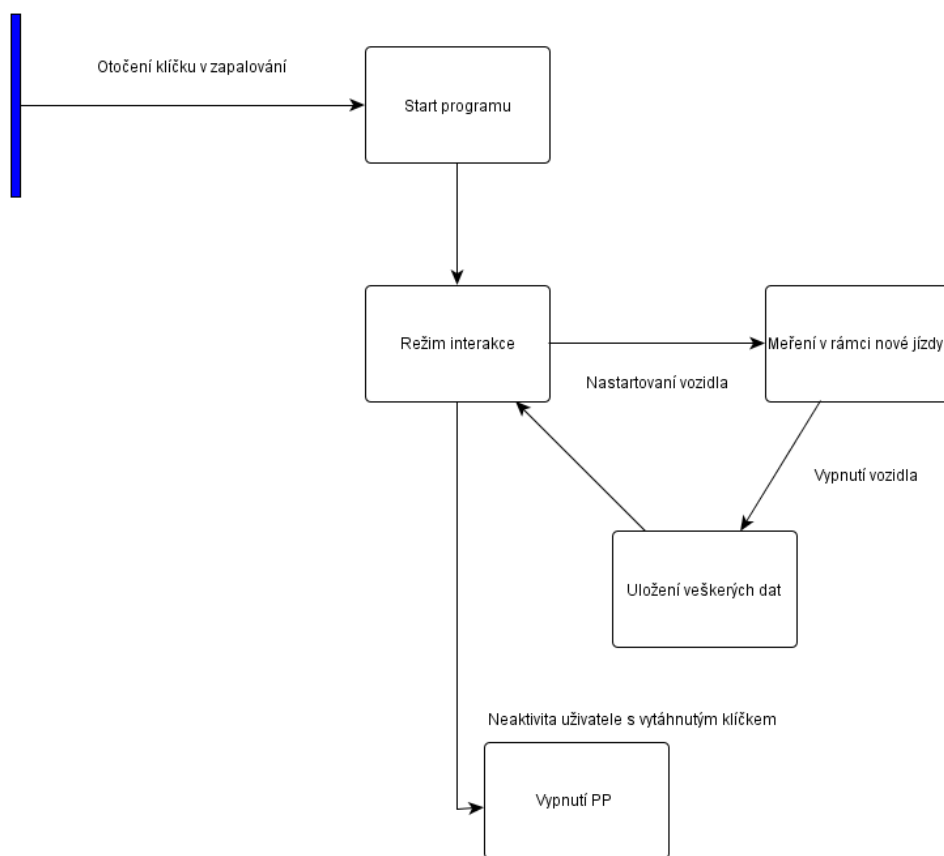 Otočení klíčku v zapalování
Start programu
Režim interakce
Meření v rámci nové jízdy
Nastartovaní vozidla
Vypnutí vozidla
Uložení veškerých dat
Neaktivita uživatele s vytáhnutým klíčkem
Vypnutí PP